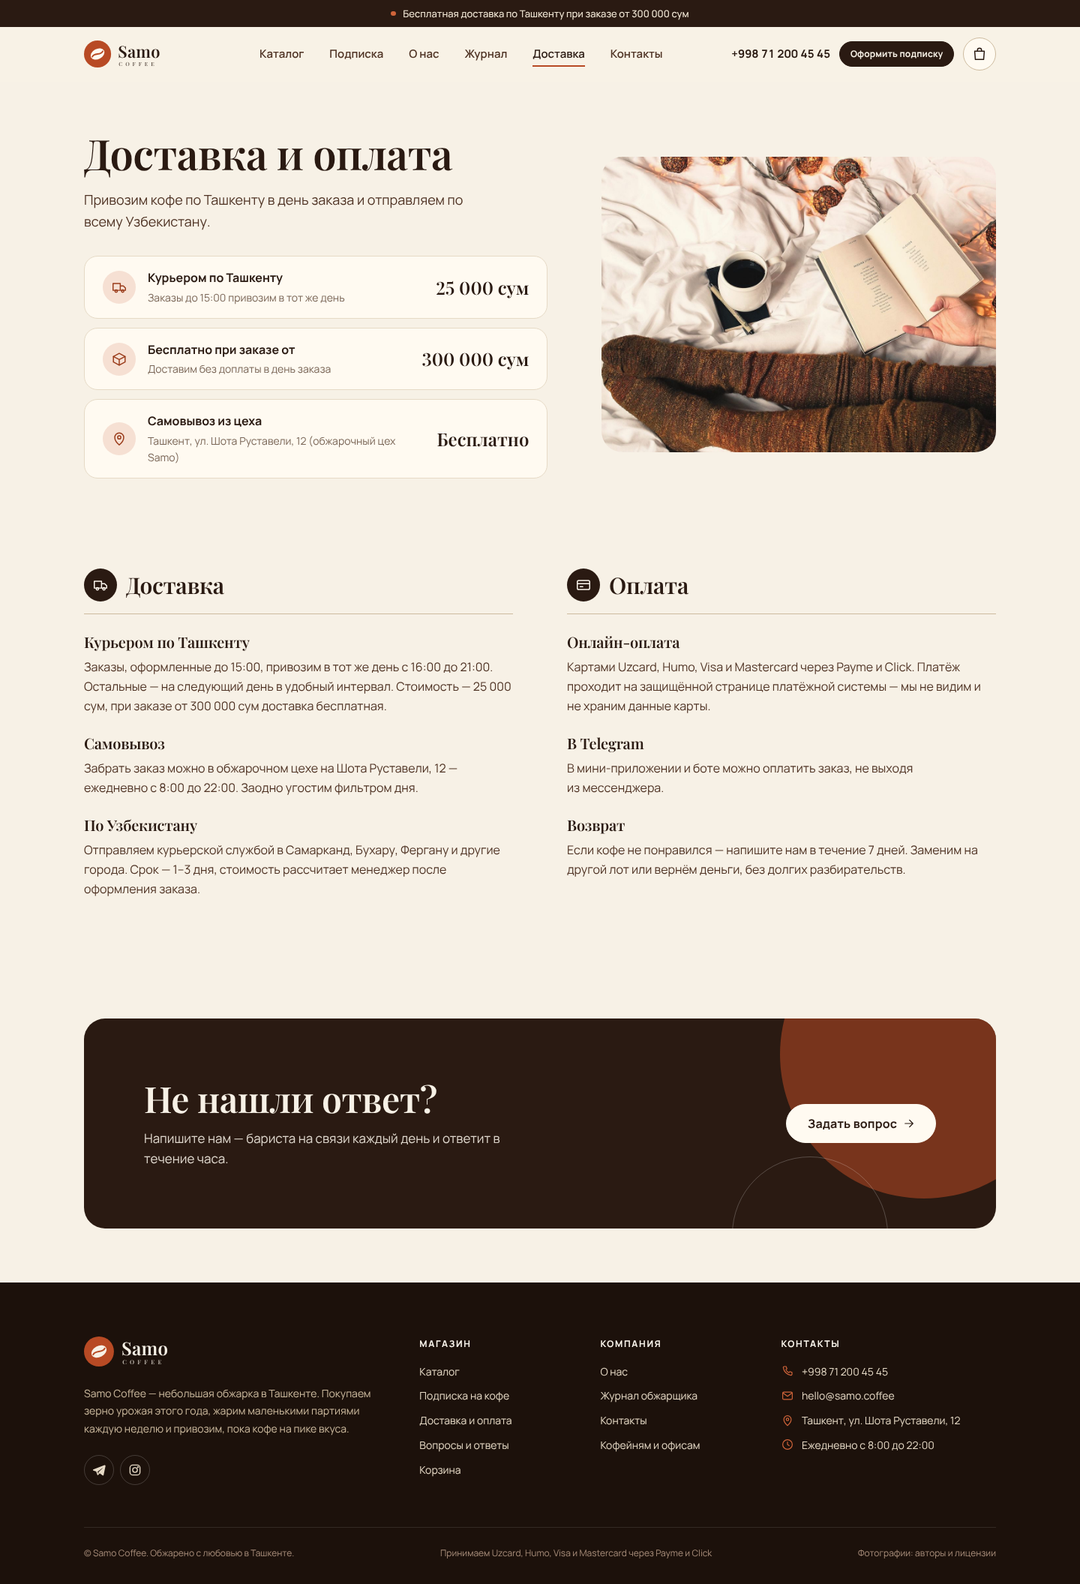 Бесплатная доставка по Ташкенту при заказе от 300 000 сум
Samo
COFFEE
Каталог
Подписка
О нас
Журнал
Доставка
Контакты
+998 71 200 45 45
Оформить подписку
Доставка и оплата
Привозим кофе по Ташкенту в день заказа и отправляем по
всему Узбекистану.
Курьером по Ташкенту
Заказы до 15:00 привозим в тот же день
25 000 сум
Бесплатно при заказе от
Доставим без доплаты в день заказа
300 000 сум
Самовывоз из цеха
Ташкент, ул. Шота Руставели, 12 (обжарочный цех
Samo)
Бесплатно
Доставка
Курьером по Ташкенту
Заказы, оформленные до 15:00, привозим в тот же день с 16:00 до 21:00.
Остальные — на следующий день в удобный интервал. Стоимость — 25 000
сум, при заказе от 300 000 сум доставка бесплатная.
Самовывоз
Забрать заказ можно в обжарочном цехе на Шота Руставели, 12 —
ежедневно с 8:00 до 22:00. Заодно угостим фильтром дня.
По Узбекистану
Отправляем курьерской службой в Самарканд, Бухару, Фергану и другие
города. Срок — 1–3 дня, стоимость рассчитает менеджер после
оформления заказа.
Оплата
Онлайн-оплата
Картами Uzcard, Humo, Visa и Mastercard через Payme и Click. Платёж
проходит на защищённой странице платёжной системы — мы не видим и
не храним данные карты.
В Telegram
В мини-приложении и боте можно оплатить заказ, не выходя
из мессенджера.
Возврат
Если кофе не понравился — напишите нам в течение 7 дней. Заменим на
другой лот или вернём деньги, без долгих разбирательств.
Не нашли ответ?
Напишите нам — бариста на связи каждый день и ответит в
течение часа.
Задать вопрос
Samo
COFFEE
Samo Coffee — небольшая обжарка в Ташкенте. Покупаем
зерно урожая этого года, жарим маленькими партиями
каждую неделю и привозим, пока кофе на пике вкуса.
МАГАЗИН
Каталог
Подписка на кофе
Доставка и оплата
Вопросы и ответы
Корзина
КОМПАНИЯ
О нас
Журнал обжарщика
Контакты
Кофейням и офисам
КОНТАКТЫ
+998 71 200 45 45
hello@samo.coffee
Ташкент, ул. Шота Руставели, 12
Ежедневно с 8:00 до 22:00
© Samo Coffee. Обжарено с любовью в Ташкенте.
Принимаем Uzcard, Humo, Visa и Mastercard через Payme и Click
Фотографии: авторы и лицензии